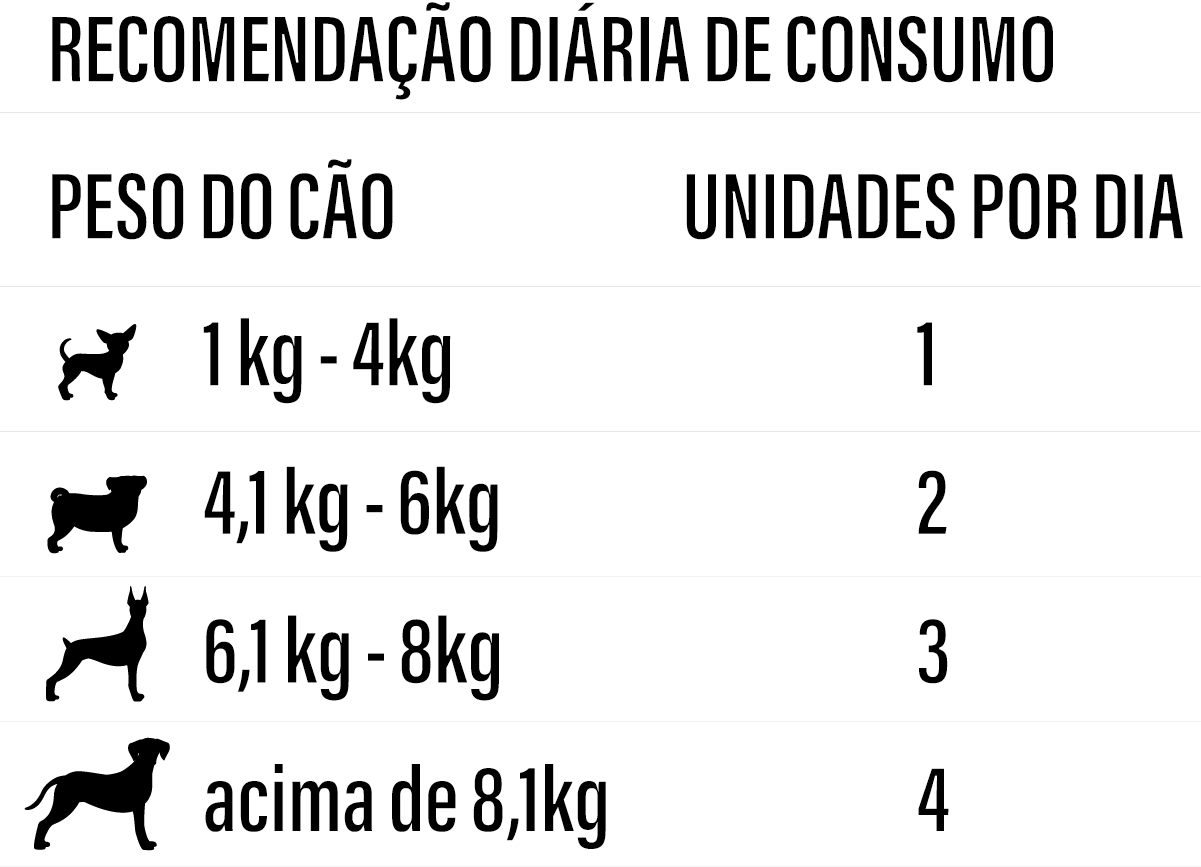 RECOMENDAÇÃO DIÁRIA DE CONSUMO
PESO DO CÃO UNIDADES POR DIA
1 kg - 4kg 1
4,1 kg - 6kg 2
6,1 kg - 8kg 3
acima de 8,1kg 4